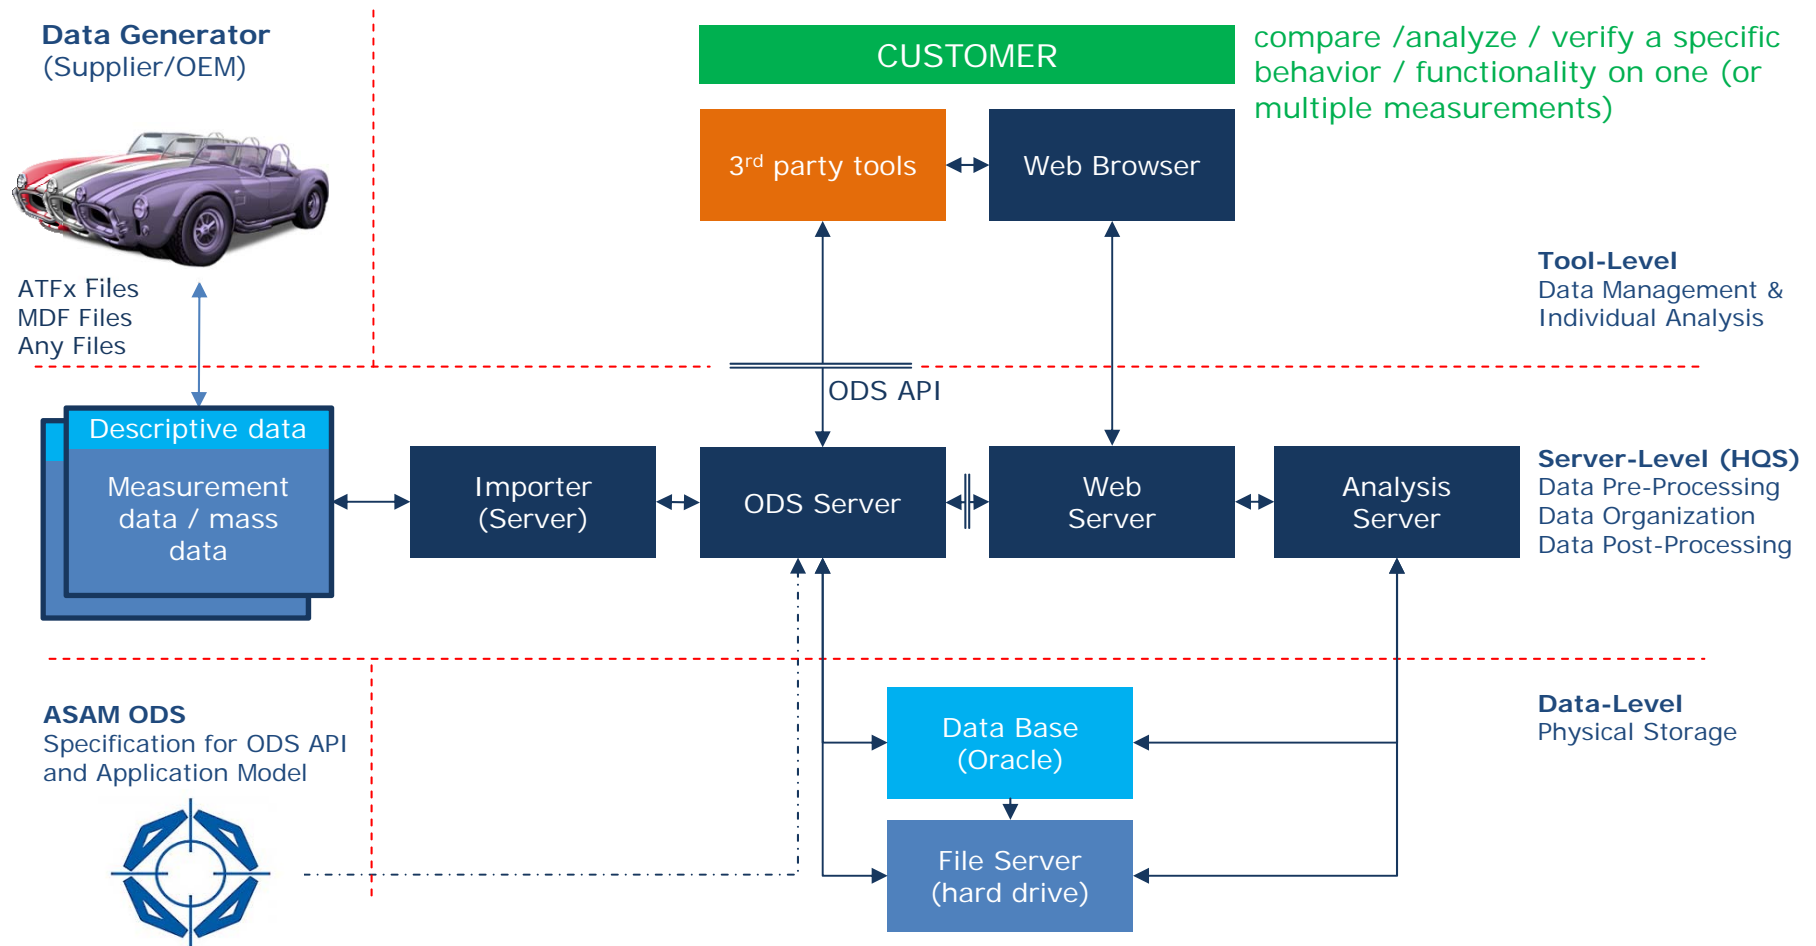 Data Generator
(Supplier/OEM)
CUSTOMER
compare /analyze / verify a specific
behavior / functionality on one (or
multiple measurements)
3rd party tools
Web Browser
ATFx Files
MDF Files
Any Files
Tool-Level
Data Management &
Individual Analysis
ODS API
Descriptive data
Measurement
data / mass
data
Importer
(Server)
ODS Server
Web
Server
Analysis
Server
Server-Level (HQS)
Data Pre-Processing
Data Organization
Data Post-Processing
ASAM ODS
Specification for ODS API
and Application Model
Data Base
(Oracle)
File Server
(hard drive)
Data-Level
Physical Storage